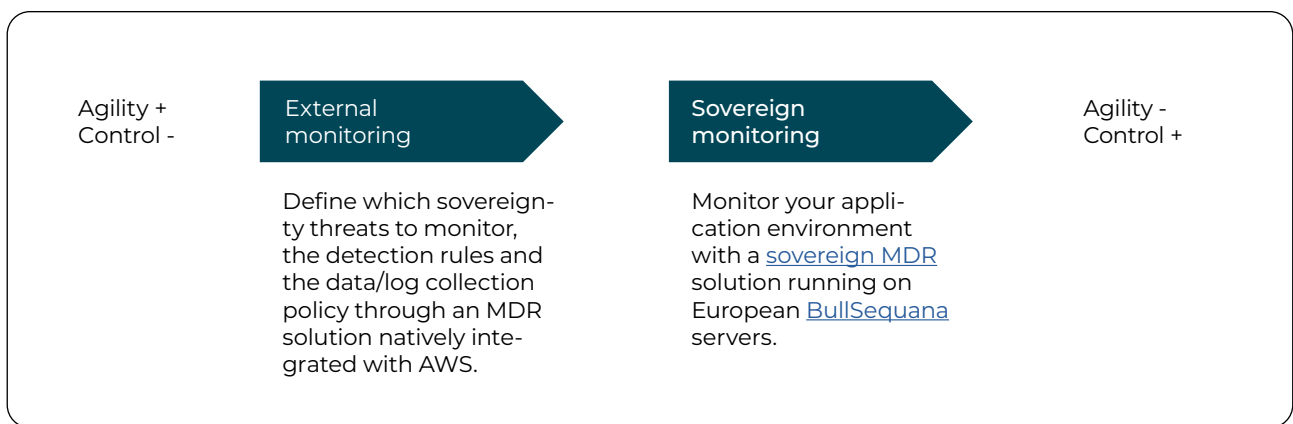 Agility +
Control -
External
monitoring
Define which sovereign-
ty threats to monitor,
the detection rules and
the data/log collection
policy through an MDR
solution natively inte-
grated with AWS.
Sovereign
monitoring
Monitor your appli-
cation environment
with a sovereign MDR
solution running on
European BullSequana
servers.
Agility -
Control +